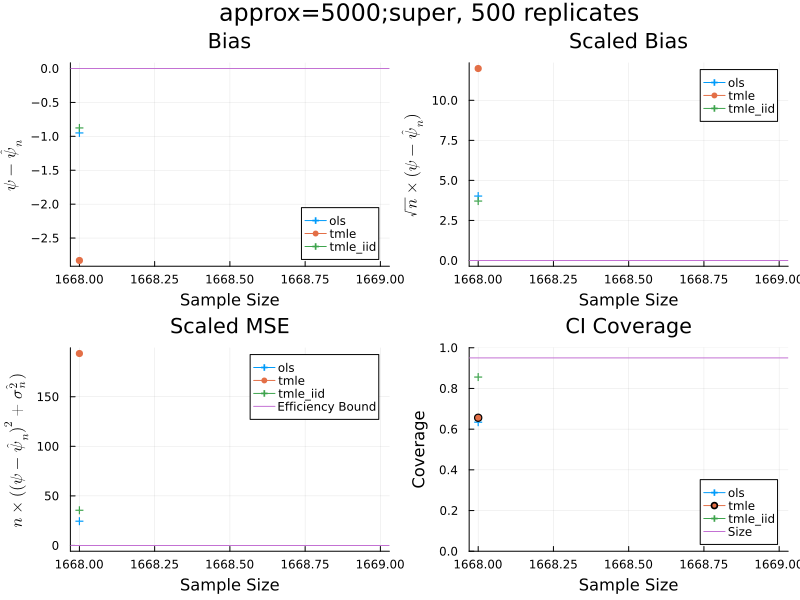 approx=5000;super, 500 replicates
Bias
0.0
−0.5
−1.0
−1.5
−2.0
−2.5
ψ − ψ̂ₙ
ols
tmle
tmle_iid
1668.00 1668.25 1668.50 1668.75 1669.00
Sample Size
Scaled Bias
10.0
7.5
5.0
2.5
0.0
√n × (ψ − ψ̂ₙ)
ols
tmle
tmle_iid
1668.00 1668.25 1668.50 1668.75 1669.00
Sample Size
Scaled MSE
150
100
50
0
n × ((ψ − ψ̂ₙ)² + σ̂²ₙ)
ols
tmle
tmle_iid
Efficiency Bound
1668.00 1668.25 1668.50 1668.75 1669.00
Sample Size
CI Coverage
1.0
0.8
0.6
0.4
0.2
0.0
Coverage
ols
tmle
tmle_iid
Size
1668.00 1668.25 1668.50 1668.75 1669.00
Sample Size